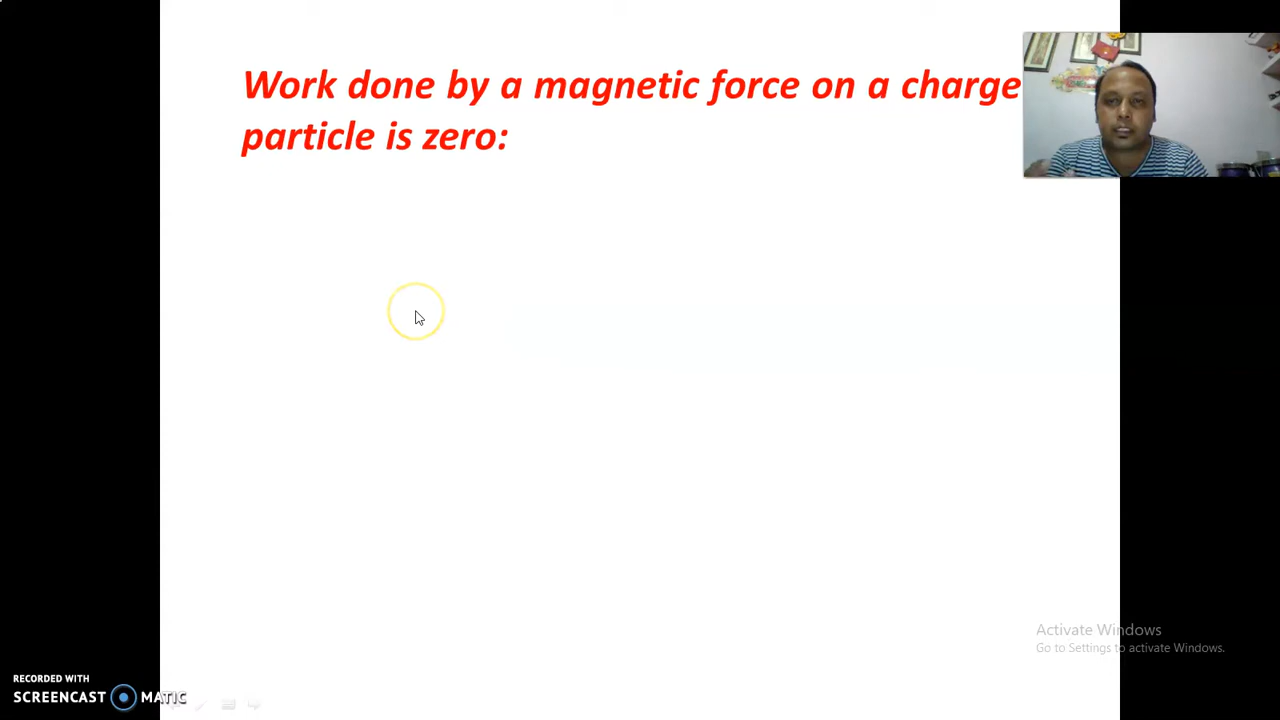 Work done by a magnetic force on a charge
particle is zero:
Activate Windows
Go to Settings to activate Windows.
RECORDED WITH
SCREENCAST MATIC